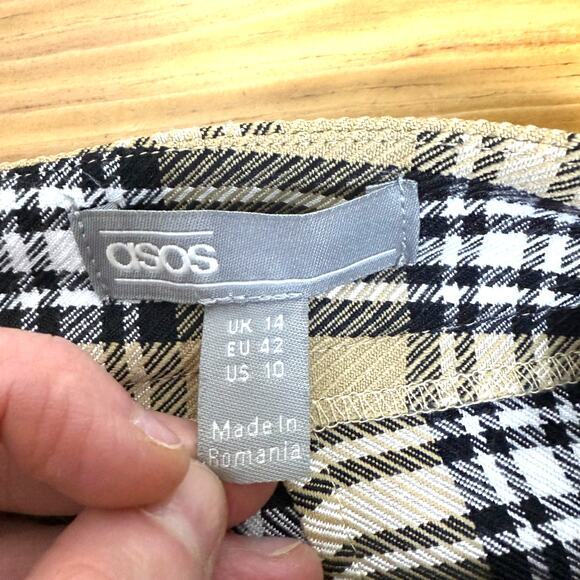 asos
UK 14
EU 42
US 10
Made In
Romania